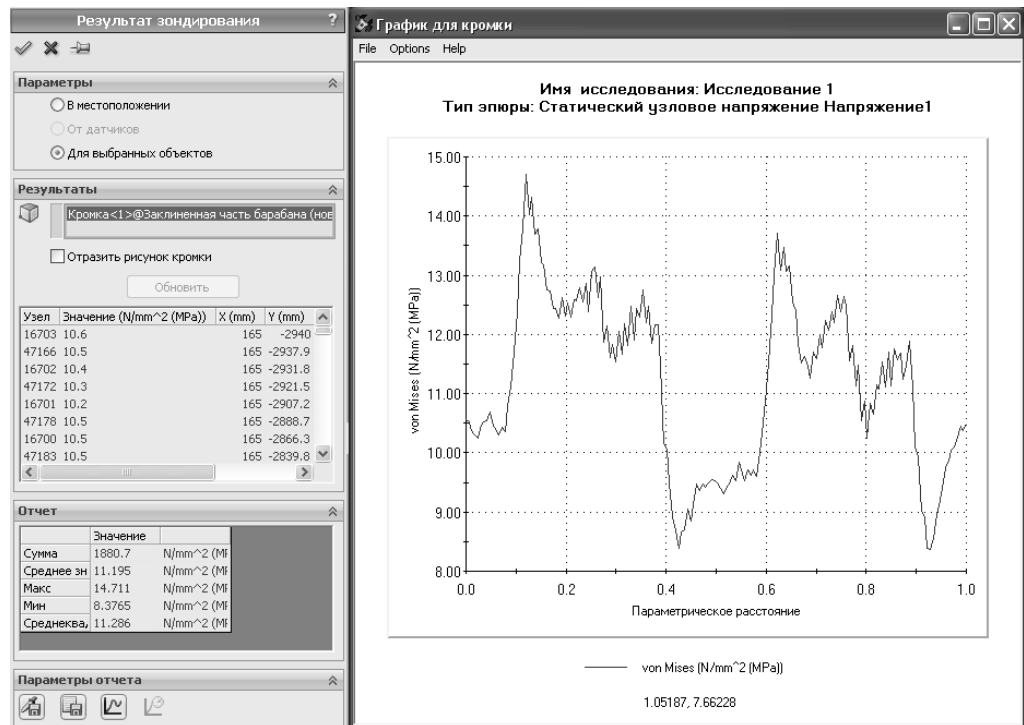 Результат зондирования ?
Параметры
В местоположении
От датчиков
Для выбранных объектов
Результаты
Кромка<1>@Заклиненная часть барабана (нов
Отразить рисунок кромки
Обновить
Узел Значение (N/mm^2 (MPa)) X (mm) Y (mm)
16703 10.6 165 -2940
47166 10.5 165 -2937.9
16702 10.4 165 -2931.8
47172 10.3 165 -2921.5
16701 10.2 165 -2907.2
47178 10.5 165 -2888.7
16700 10.5 165 -2866.3
47183 10.5 165 -2839.8
Отчет
Значение
Сумма 1880.7 N/mm^2 (MF
Среднее зн 11.195 N/mm^2 (MF
Макс 14.711 N/mm^2 (MF
Мин 8.3765 N/mm^2 (MF
Среднеква, 11.286 N/mm^2 (MF
Параметры отчета
График для кромки
File Options Help
Имя исследования: Исследование 1
Тип эпюры: Статический узловое напряжение Напряжение1
von Mises (N/mm^2 (MPa))
15.00
14.00
13.00
12.00
11.00
10.00
9.00
8.00
0.0 0.2 0.4 0.6 0.8 1.0
Параметрическое расстояние
von Mises (N/mm^2 (MPa))
1.05187, 7.66228